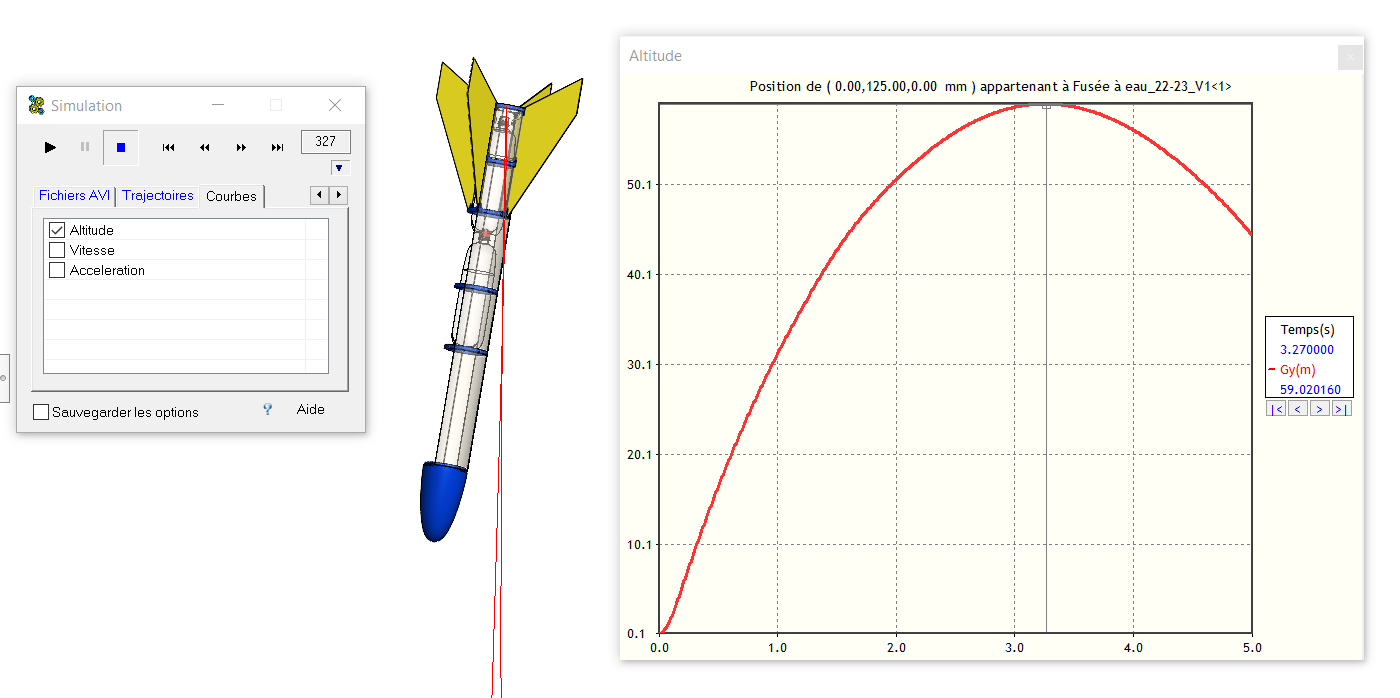 Simulation
327
Fichiers AVI Trajectoires Courbes
Altitude
Vitesse
Acceleration
Sauvegarder les options
Aide
Altitude
Position de ( 0.00,125.00,0.00 mm ) appartenant à Fusée à eau_22-23_V1<1>
50.1
40.1
30.1
20.1
10.1
0.1
0.0 1.0 2.0 3.0 4.0 5.0
Temps(s)
3.270000
Gy(m)
59.020160
|< < > >|